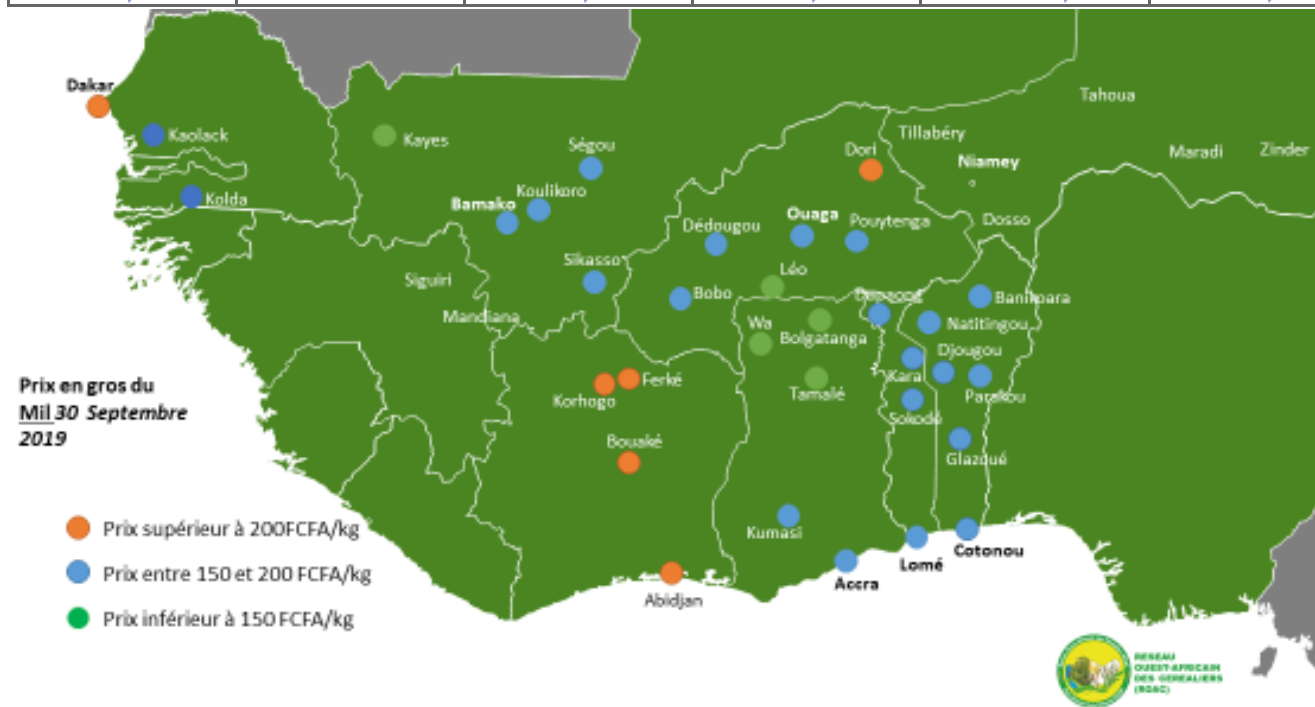 Dakar
Kaolack
Kolda
Kayes
Ségou
Koulikoro
Bamako
Sikasso
Siguiri
Mandiana
Dori
Tillabéry
Tahoua
Niamey
Maradi
Zinder
Dosso
Ouaga
Pouytenga
Dédougou
Léo
Bobo
Wa
Bolgatanga
Tamalé
Banikoara
Natitingou
Djougou
Kara
Parakou
Sokodé
Glazoué
Ferké
Korhogo
Bouaké
Kumasi
Abidjan
Accra
Lomé
Cotonou
Prix en gros du
Mil 30 Septembre
2019
Prix supérieur à 200FCFA/kg
Prix entre 150 et 200 FCFA/kg
Prix inférieur à 150 FCFA/kg
RESEAU
OUEST-AFRICAIN
DES CEREALIERS
(ROAC)